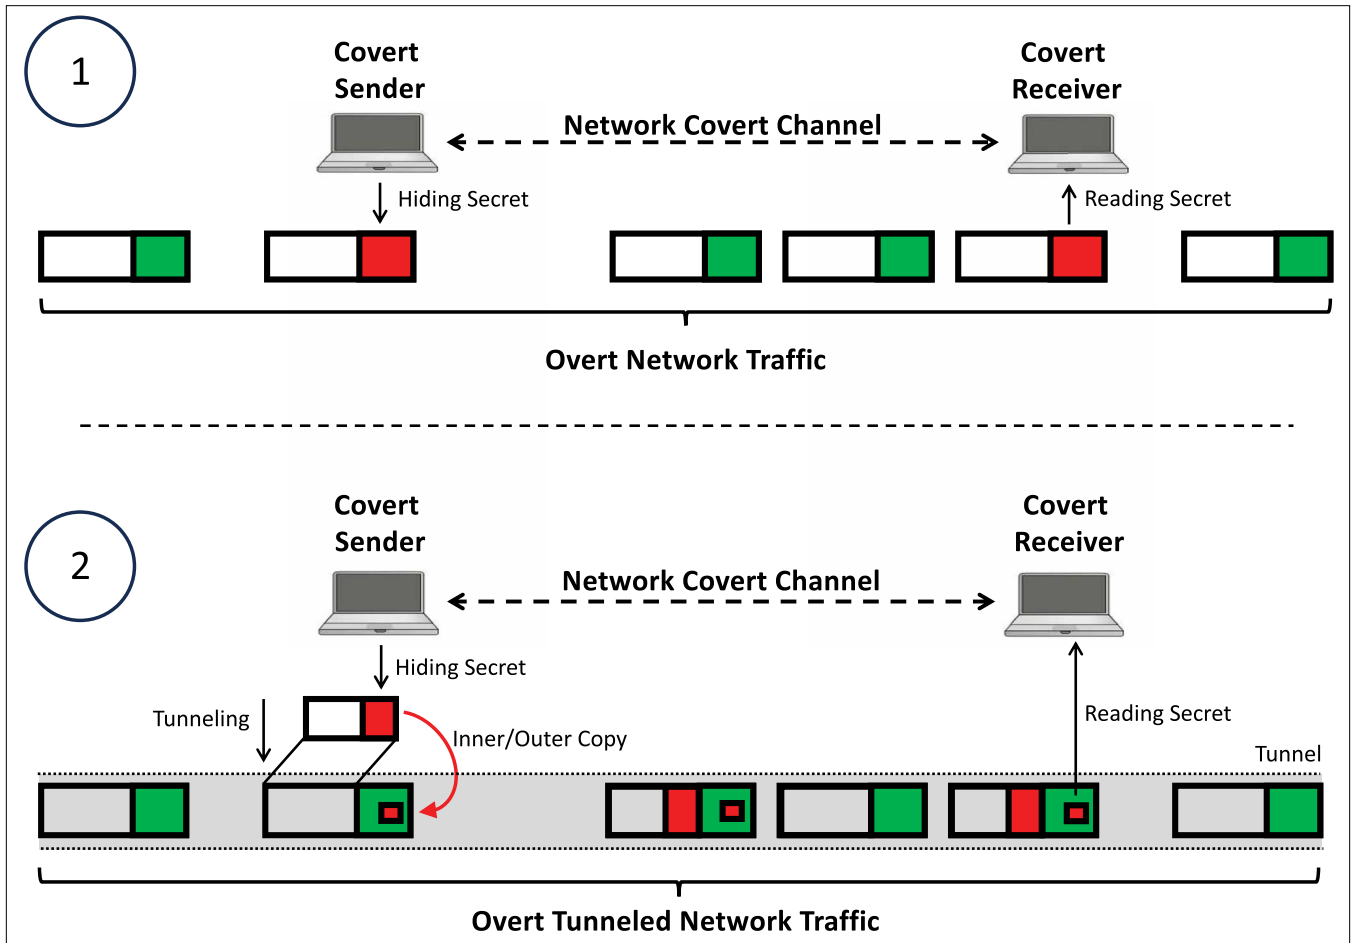 1
Covert
Sender
Covert
Receiver
Network Covert Channel
Hiding Secret
Reading Secret
Overt Network Traffic
2
Covert
Sender
Covert
Receiver
Network Covert Channel
Hiding Secret
Tunneling
Inner/Outer Copy
Reading Secret
Tunnel
Overt Tunneled Network Traffic